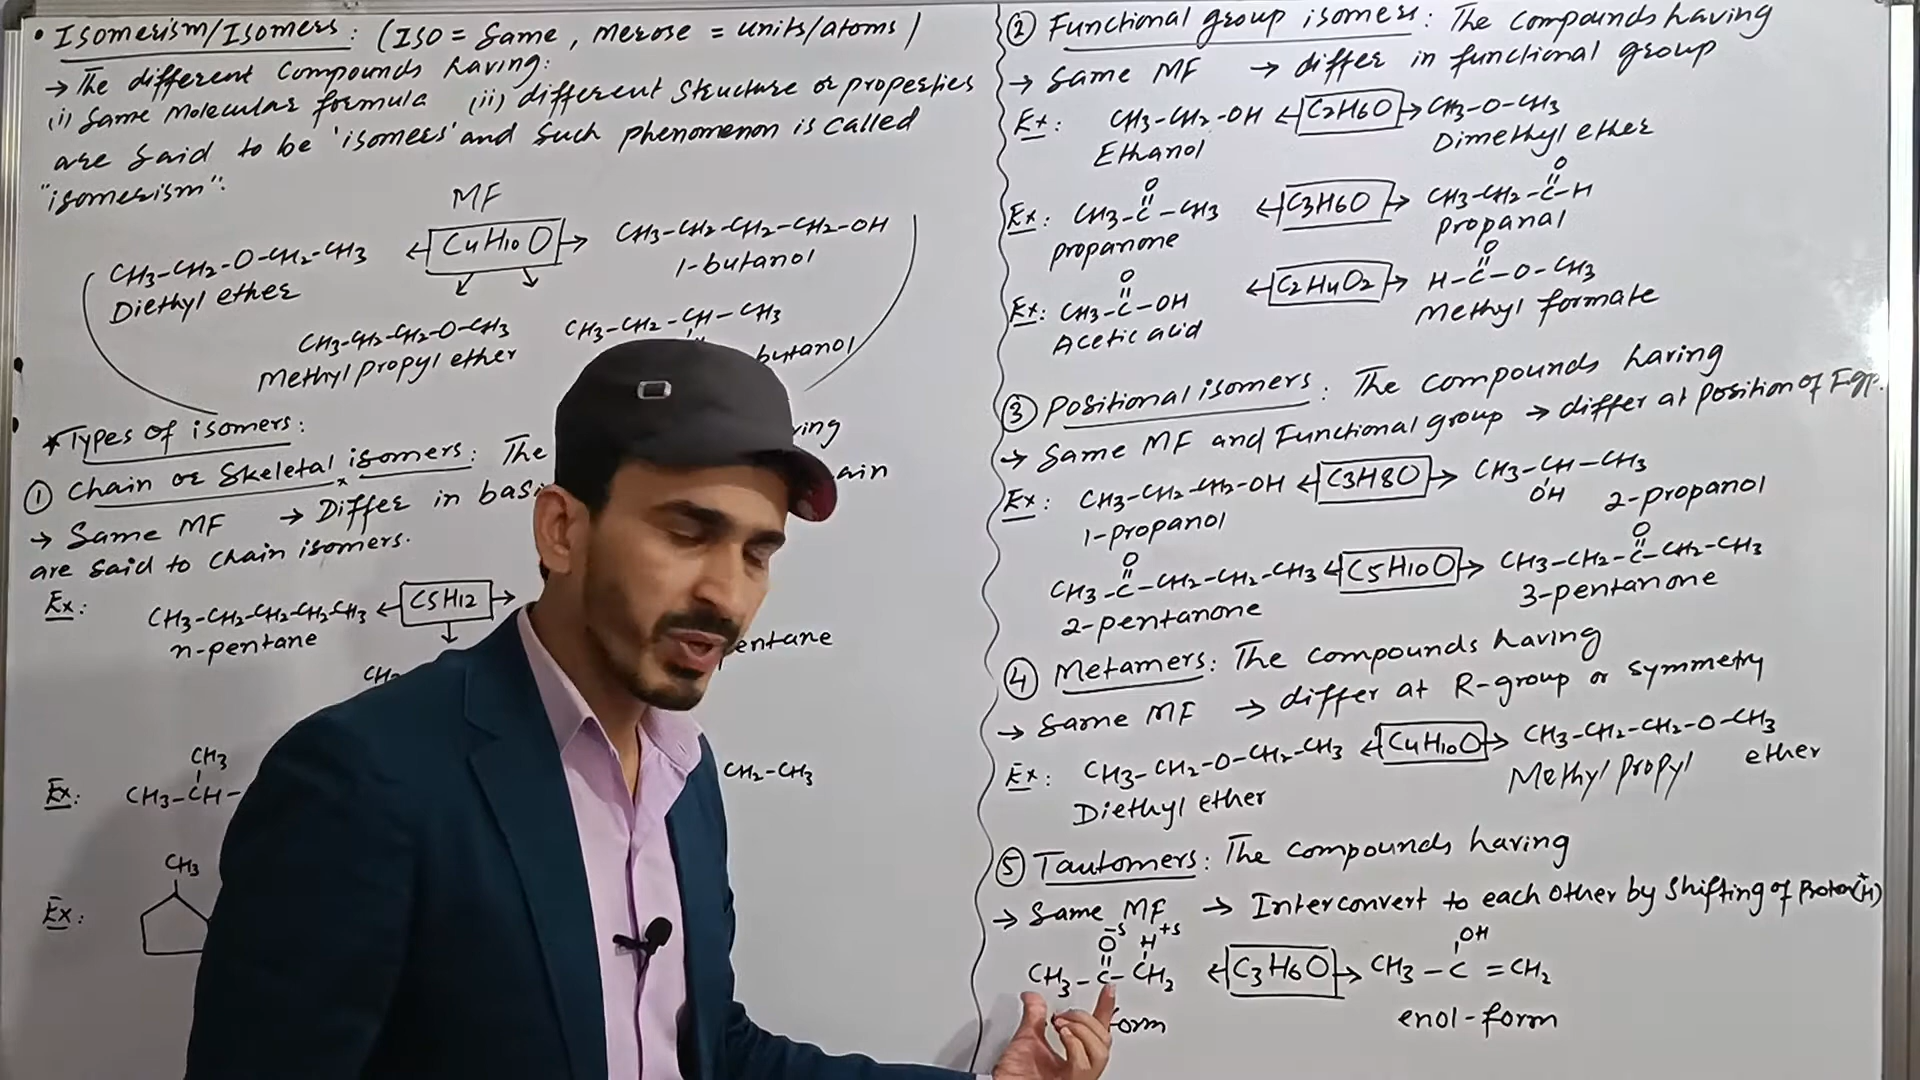 • Isomerism/Isomers: (Iso = Same, merose = units/atoms)
→ The different Compounds having:
(i) Same Molecular formula (ii) different Structure or properties
are said to be 'isomers' and such phenomenon is called
"isomerism".
MF
CH3-CH2-O-CH2-CH3 ← C4H10O → CH3-CH2-CH2-CH2-OH
Diethyl ether 1-butanol
CH3-CH2-CH2-O-CH3 CH3-CH2-CH-CH3
Methyl propyl ether butanol
* Types of isomers:
① Chain or Skeletal isomers: The
→ Same MF → Differ in
are said to chain isomers.
Ex: CH3-CH2-CH2-CH2-CH3 ← C5H12 →
n-pentane
CH3
Ex: CH3-CH- CH2-CH3
CH3
Ex:
② Functional group isomers: The compounds having
→ Same MF → differ in functional group
Ex: CH3-CH2-OH ← C2H6O → CH3-O-CH3
Ethanol Dimethyl ether
O O
Ex: CH3-C-CH3 ← C3H6O → CH3-CH2-C-H
propanone propanal
O O
Ex: CH3-C-OH ← C2H4O2 → H-C-O-CH3
Acetic acid Methyl formate
③ Positional isomers: The compounds having
→ Same MF and Functional group → differ at position of F.gp.
Ex: CH3-CH2-CH2-OH ← C3H8O → CH3-CH-CH3
OH
1-propanol 2-propanol
O O
CH3-C-CH2-CH2-CH3 ← C5H10O → CH3-CH2-C-CH2-CH3
2-pentanone 3-pentanone
④ Metamers: The compounds having
→ Same MF → differ at R-group or symmetry
Ex: CH3-CH2-O-CH2-CH3 ← C4H10O → CH3-CH2-CH2-O-CH3
Diethyl ether Methyl propyl ether
⑤ Tautomers: The compounds having
→ Same MF → Interconvert to each other by shifting of Proton(H+)
O-δ H+δ OH
CH3-C-CH2 ← C3H6O → CH3-C=CH2
form enol-form